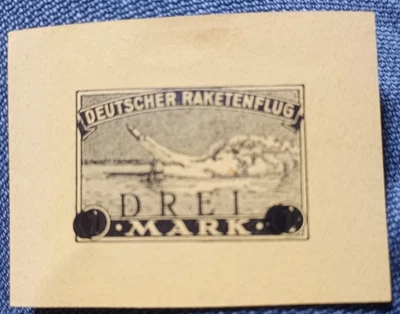 DEUTSCHER RAKETENFLUG
DREI
·MARK·